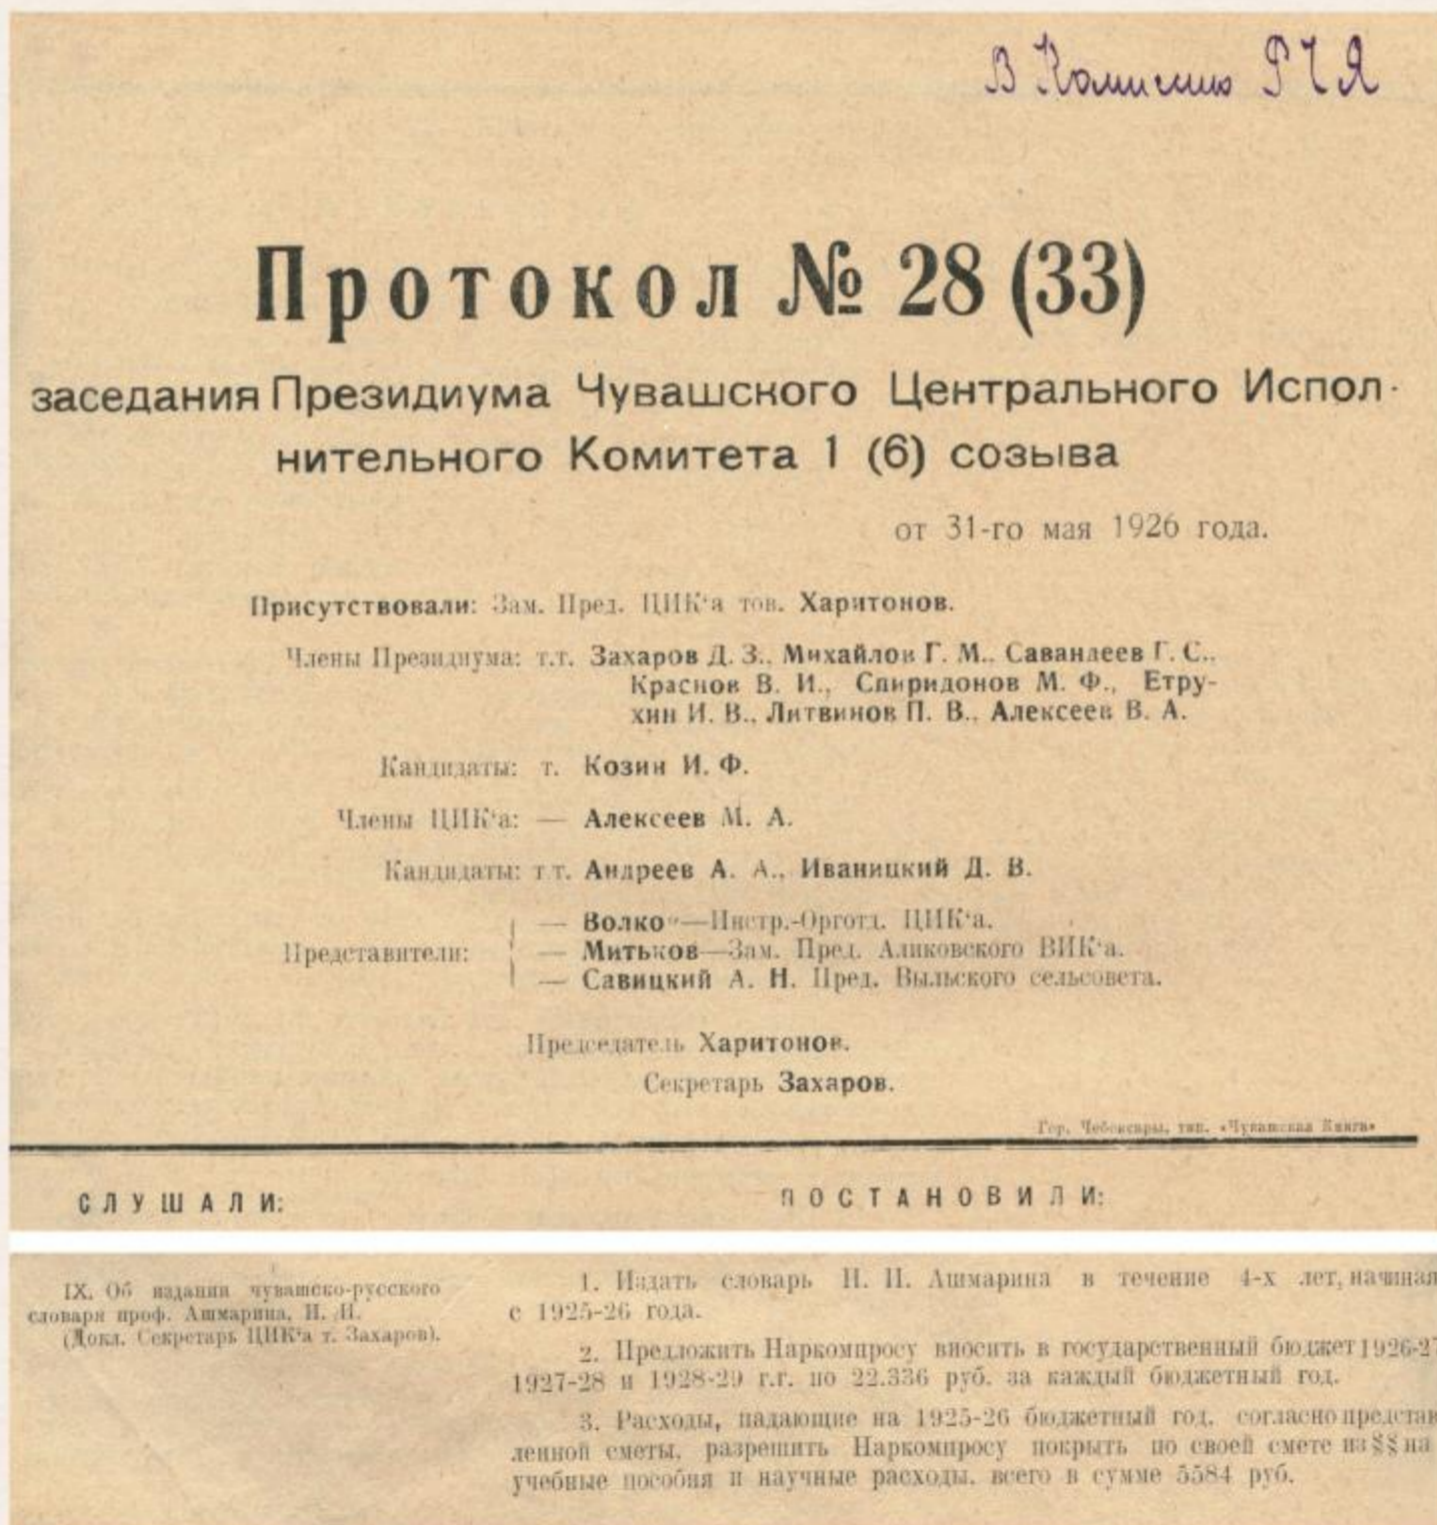 В Комиссию РЧЯ
Протокол № 28 (33)
заседания Президиума Чувашского Центрального Испол-
нительного Комитета 1 (6) созыва
от 31-го мая 1926 года.
Присутствовали: Зам. Пред. ЦИК‘а тов. Харитонов.
Члены Президиума: т.т. Захаров Д. З., Михайлов Г. М., Савандеев Г. С.,
Краснов В. И., Спиридонов М. Ф., Етру-
хин И. В., Литвинов П. В., Алексеев В. А.
Кандидаты: т. Козин И. Ф.
Члены ЦИК‘а: — Алексеев М. А.
Кандидаты: т.т. Андреев А. А., Иваницкий Д. В.
— Волков—Инстр.-Орготд. ЦИК‘а.
Представители: — Митьков—Зам. Пред. Аликовского ВИК‘а.
— Савицкий А. Н. Пред. Выльского сельсовета.
Председатель Харитонов.
Секретарь Захаров.
Гор. Чебоксары, тип. «Чувашская Книга»
СЛУШАЛИ: ПОСТАНОВИЛИ:
IX. Об издании чувашско-русского
словаря проф. Ашмарина, Н. И.
(Докл. Секретарь ЦИК‘а т. Захаров).
1. Издать словарь Н. И. Ашмарина в течение 4-х лет, начиная
с 1925-26 года.
2. Предложить Наркомпросу вносить в государственный бюджет 1926-27
1927-28 и 1928-29 г.г. по 22.336 руб. за каждый бюджетный год.
3. Расходы, падающие на 1925-26 бюджетный год, согласно представ
ленной сметы, разрешить Наркомпросу покрыть по своей смете из §§ на
учебные пособия и научные расходы, всего в сумме 5584 руб.